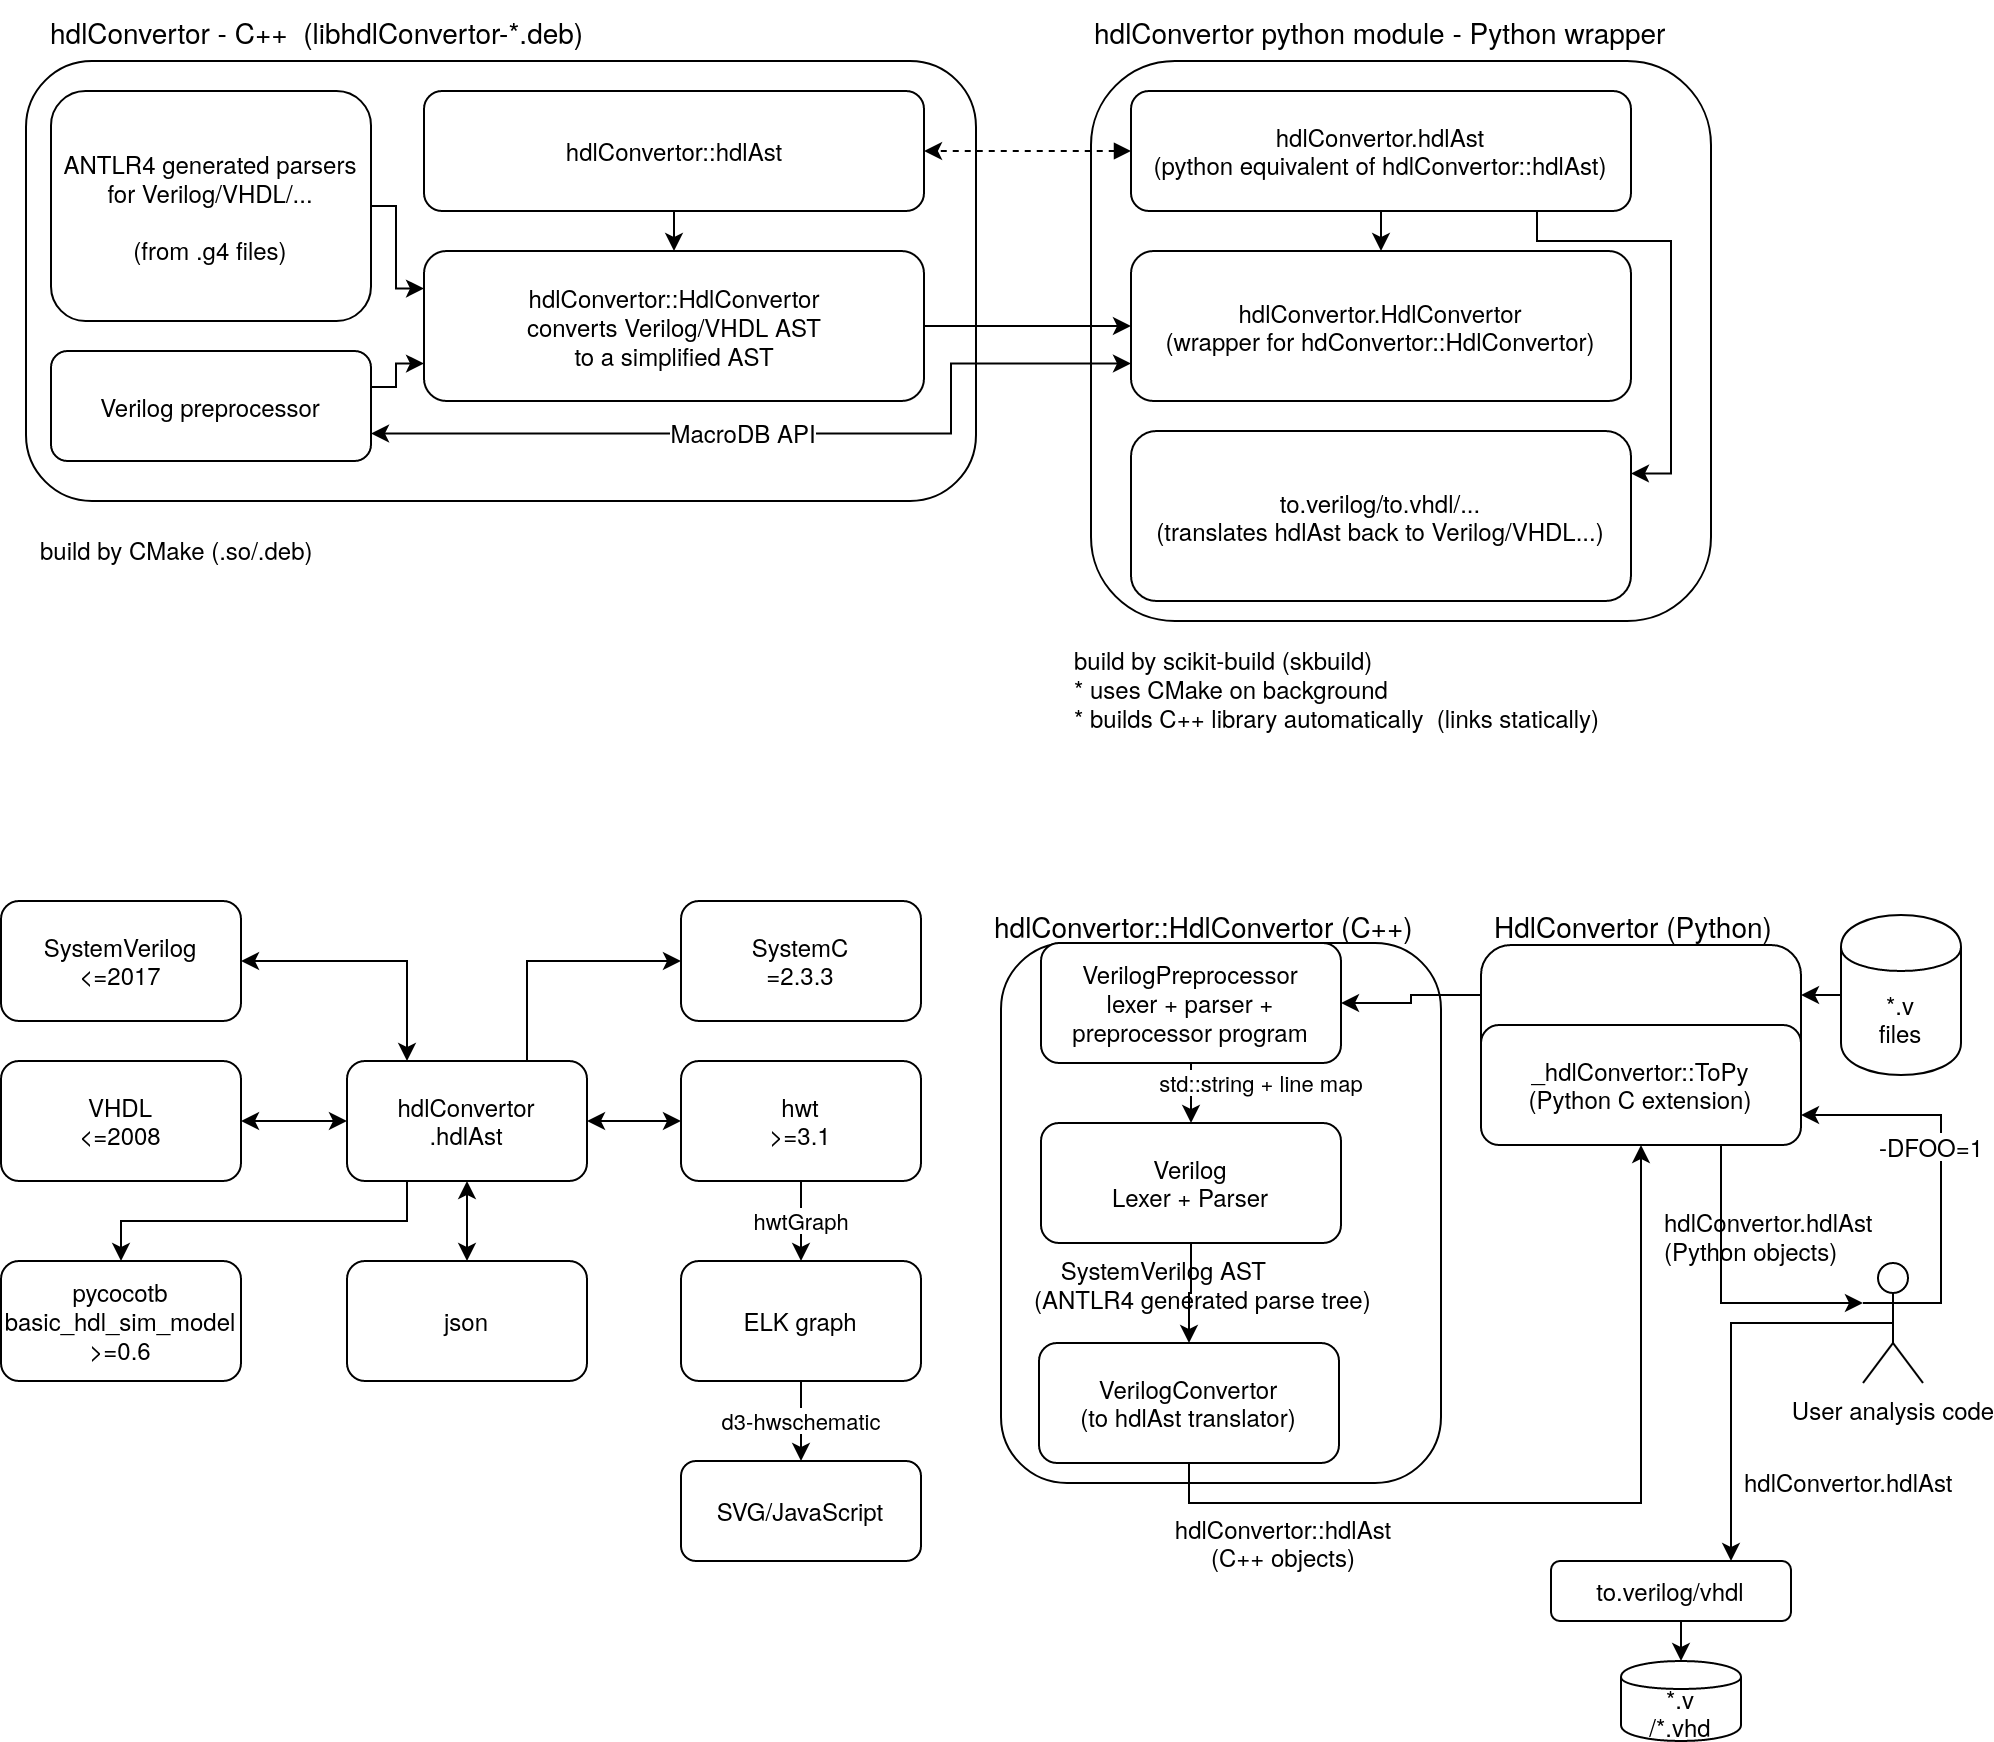 hdlConvertor - C++  (libhdlConvertor-*.deb)
ANTLR4 generated parsers
for Verilog/VHDL/...
(from .g4 files)
hdlConvertor::hdlAst
hdlConvertor::HdlConvertor
converts Verilog/VHDL AST
to a simplified AST
Verilog preprocessor
MacroDB API
build by CMake (.so/.deb)
hdlConvertor python module - Python wrapper
hdlConvertor.hdlAst
(python equivalent of hdlConvertor::hdlAst)
hdlConvertor.HdlConvertor
(wrapper for hdConvertor::HdlConvertor)
to.verilog/to.vhdl/...
(translates hdlAst back to Verilog/VHDL...)
build by scikit-build (skbuild)
* uses CMake on background
* builds C++ library automatically  (links statically)
SystemVerilog
<=2017
SystemC
=2.3.3
VHDL
<=2008
hdlConvertor
.hdlAst
hwt
>=3.1
hwtGraph
pycocotb
basic_hdl_sim_model
>=0.6
json
ELK graph
d3-hwschematic
SVG/JavaScript
hdlConvertor::HdlConvertor (C++)
VerilogPreprocessor
lexer + parser +
preprocessor program
std::string + line map
Verilog
Lexer + Parser
SystemVerilog AST
(ANTLR4 generated parse tree)
VerilogConvertor
(to hdlAst translator)
hdlConvertor::hdlAst
(C++ objects)
HdlConvertor (Python)
_hdlConvertor::ToPy
(Python C extension)
*.v
files
-DFOO=1
hdlConvertor.hdlAst
(Python objects)
User analysis code
hdlConvertor.hdlAst
to.verilog/vhdl
*.v
/*.vhd